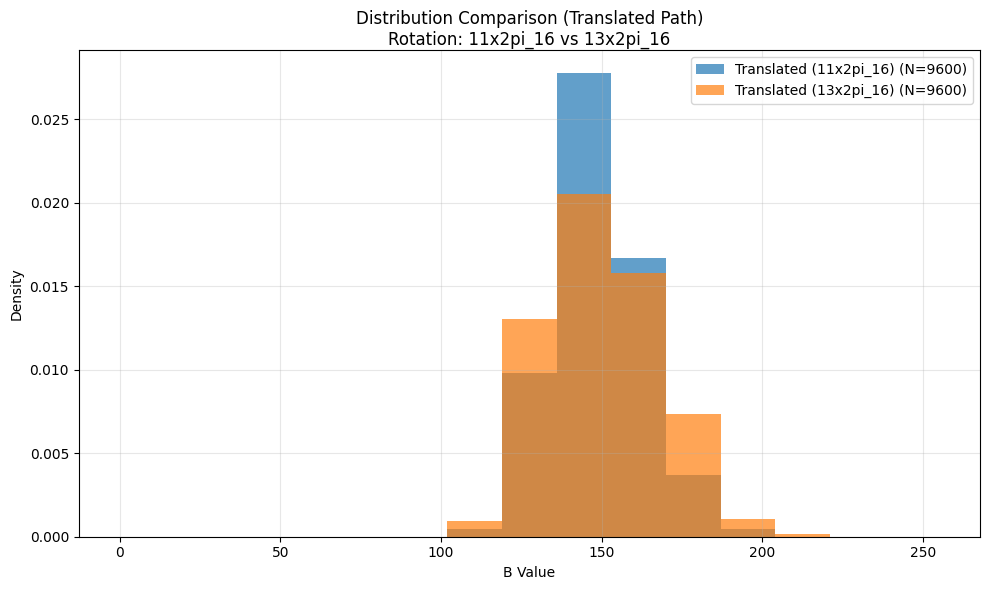 Distribution Comparison (Translated Path)
Rotation: 11x2pi_16 vs 13x2pi_16
Translated (11x2pi_16) (N=9600)
Translated (13x2pi_16) (N=9600)
Density
0.025
0.020
0.015
0.010
0.005
0.000
0 50 100 150 200 250
B Value